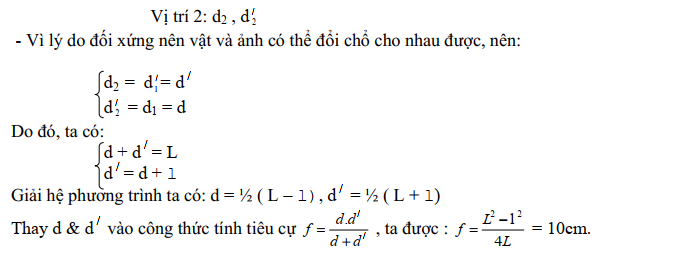 Vị trí 2: d₂ , d₂′
- Vì lý do đối xứng nên vật và ảnh có thể đổi chổ cho nhau được, nên:
d₂ = d₁′= d′
d₂′ = d₁ = d
Do đó, ta có:
d + d′ = L
d′ = d + 1
Giải hệ phương trình ta có: d = ½ ( L – 1) , d′ = ½ ( L + 1)
Thay d & d′ vào công thức tính tiêu cự f = d.d′ / d + d′ , ta được : f = L² − 1² / 4L = 10cm.